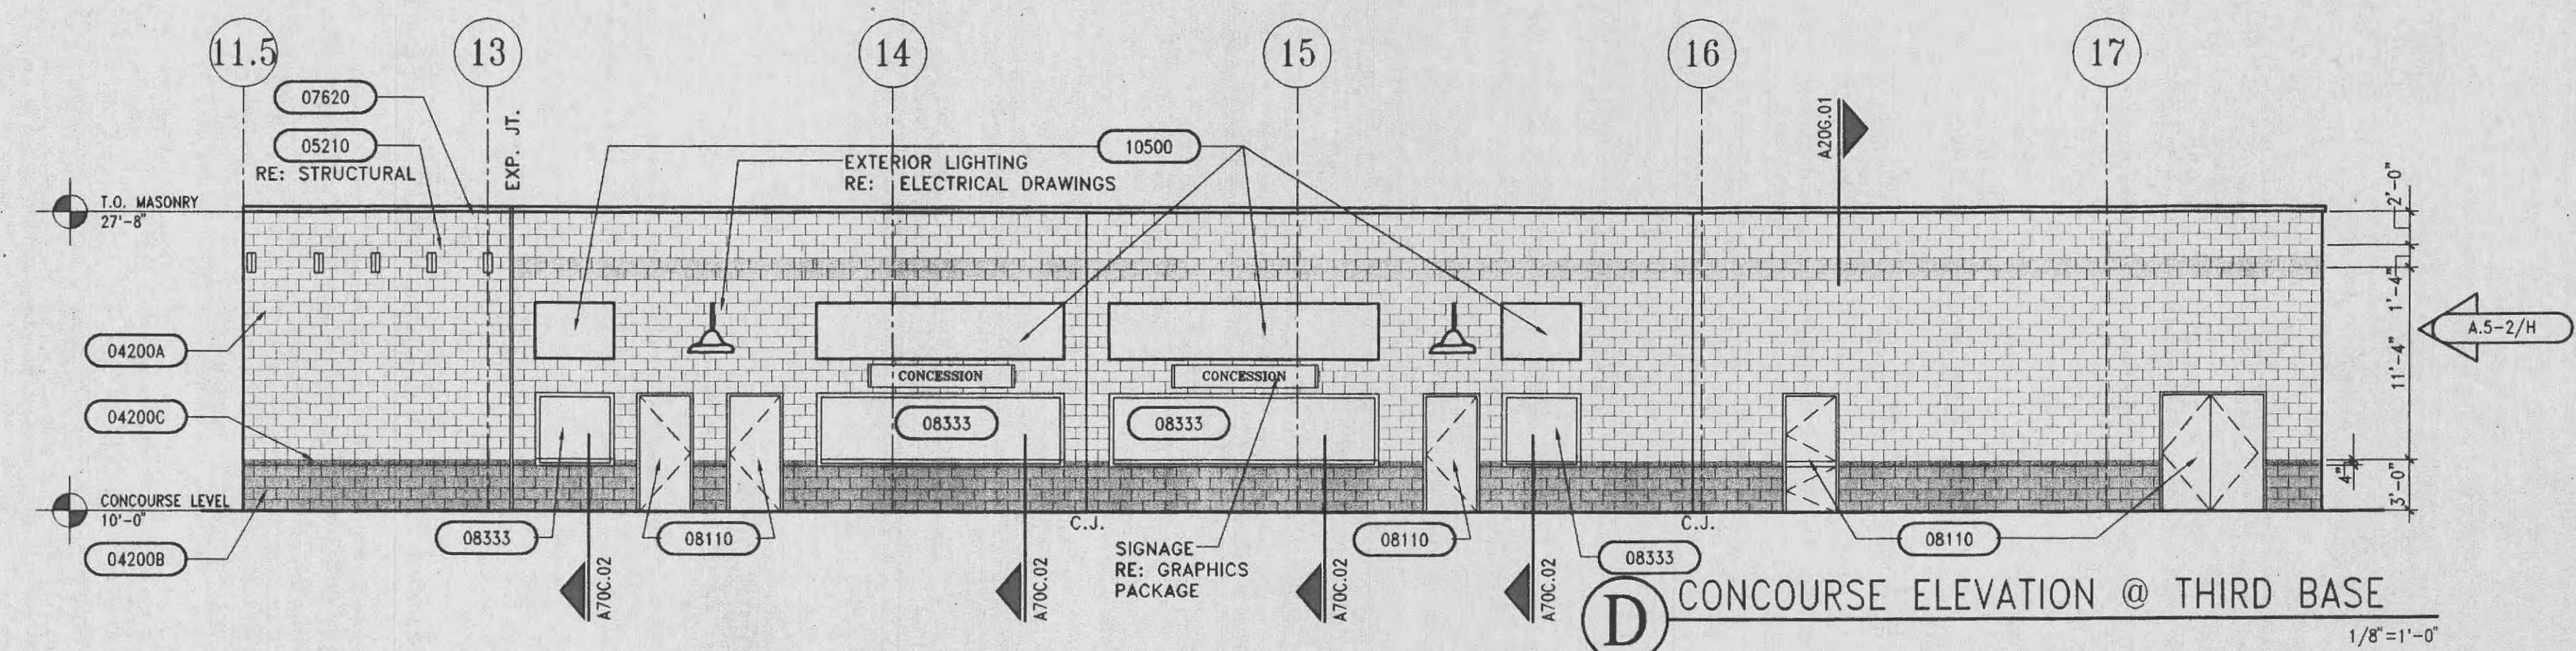 11.5
13
14
15
16
17
07620
05210
RE: STRUCTURAL
EXP. JT.
10500
EXTERIOR LIGHTING
RE: ELECTRICAL DRAWINGS
A20G.01
T.O. MASONRY
27'-8"
2'-0"
1'-4"
11'-4"
4"
3'-0"
A.5-2/H
04200A
04200C
CONCESSION
CONCESSION
08333
08333
CONCOURSE LEVEL
10'-0"
04200B
08333
08110
C.J.
08110
C.J.
08110
08333
SIGNAGE
RE: GRAPHICS
PACKAGE
A70C.02
A70C.02
A70C.02
A70C.02
D
CONCOURSE ELEVATION @ THIRD BASE
1/8"=1'-0"